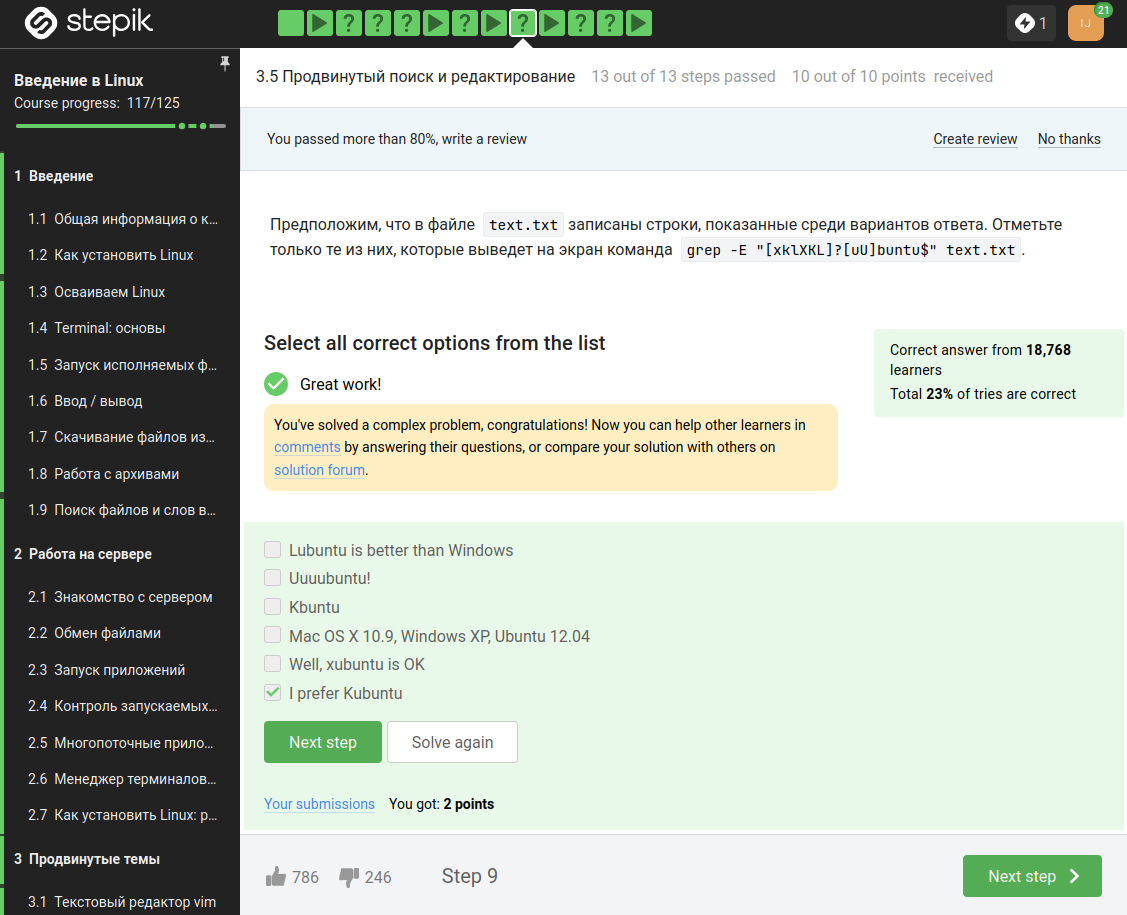 stepik
? ? ? ? ? ? ?
1
IJ
21
Введение в Linux
Course progress: 117/125
1 Введение
1.1 Общая информация о к...
1.2 Как установить Linux
1.3 Осваиваем Linux
1.4 Terminal: основы
1.5 Запуск исполняемых ф...
1.6 Ввод / вывод
1.7 Скачивание файлов из...
1.8 Работа с архивами
1.9 Поиск файлов и слов в...
2 Работа на сервере
2.1 Знакомство с сервером
2.2 Обмен файлами
2.3 Запуск приложений
2.4 Контроль запускаемых...
2.5 Многопоточные прило...
2.6 Менеджер терминалов...
2.7 Как установить Linux: р...
3 Продвинутые темы
3.1 Текстовый редактор vim
3.5 Продвинутый поиск и редактирование 13 out of 13 steps passed 10 out of 10 points received
You passed more than 80%, write a review Create review No thanks
Предположим, что в файле text.txt записаны строки, показанные среди вариантов ответа. Отметьте
только те из них, которые выведет на экран команда grep -E "[xklXKL]?[uU]buntu$" text.txt.
Select all correct options from the list
Great work!
You've solved a complex problem, congratulations! Now you can help other learners in
comments by answering their questions, or compare your solution with others on
solution forum.
Correct answer from 18,768
learners
Total 23% of tries are correct
Lubuntu is better than Windows
Uuuubuntu!
Kbuntu
Mac OS X 10.9, Windows XP, Ubuntu 12.04
Well, xubuntu is OK
I prefer Kubuntu
Next step Solve again
Your submissions You got: 2 points
786 246 Step 9 Next step